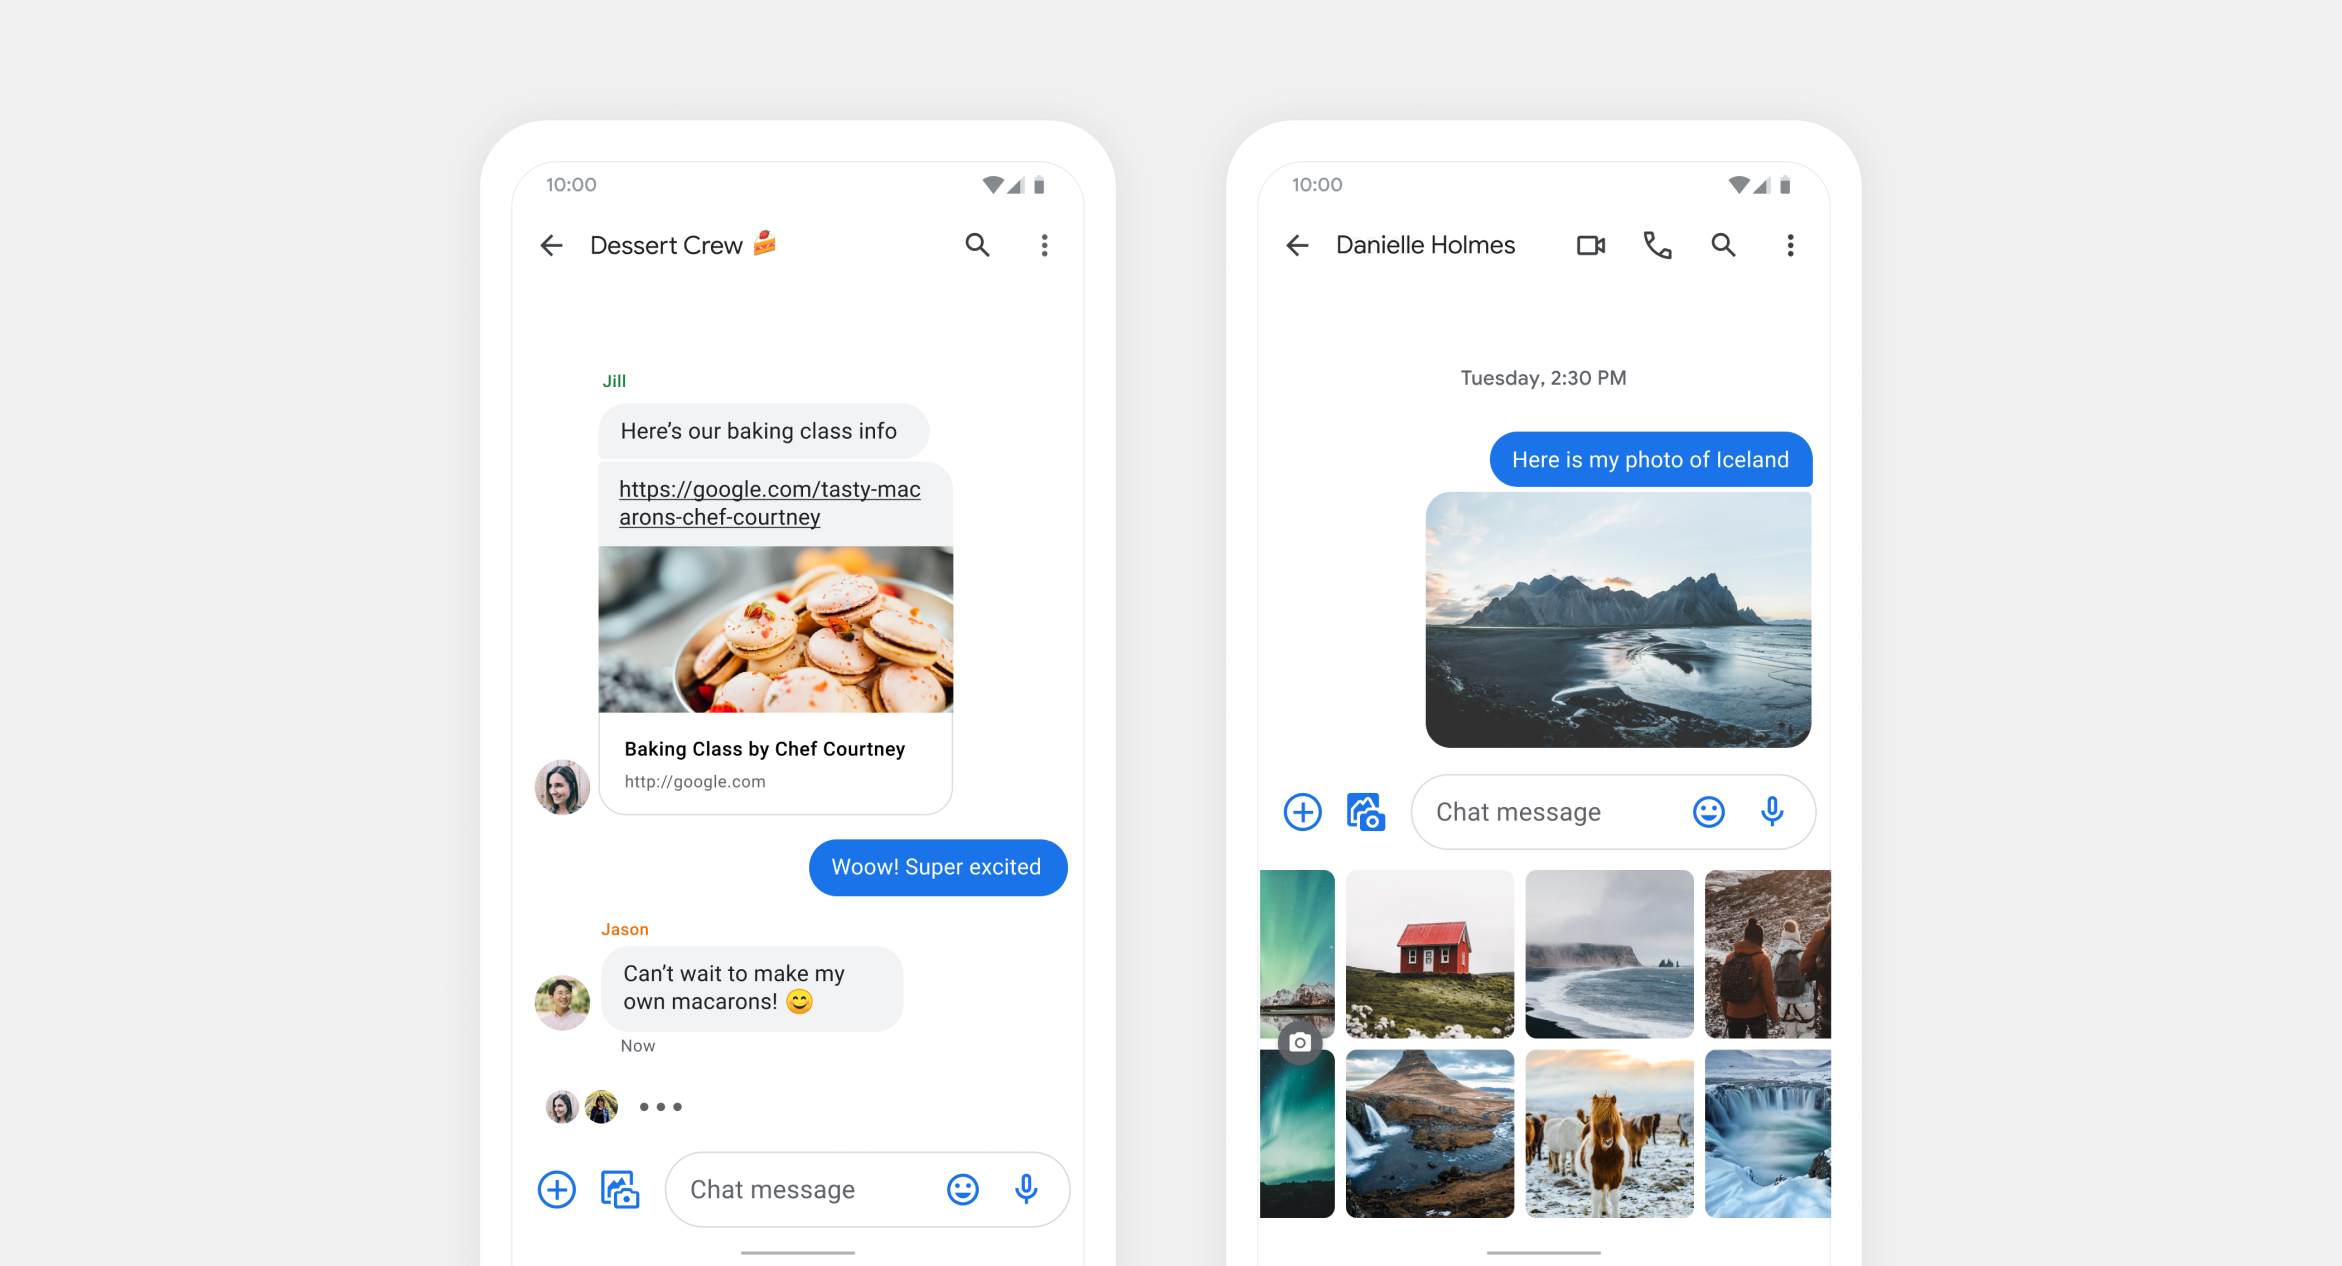 10:00
Dessert Crew 🍰
Jill
Here’s our baking class info
https://google.com/tasty-mac
arons-chef-courtney
Baking Class by Chef Courtney
http://google.com
Woow! Super excited
Jason
Can’t wait to make my
own macarons! 😊
Now
Chat message
10:00
Danielle Holmes
Tuesday, 2:30 PM
Here is my photo of Iceland
Chat message